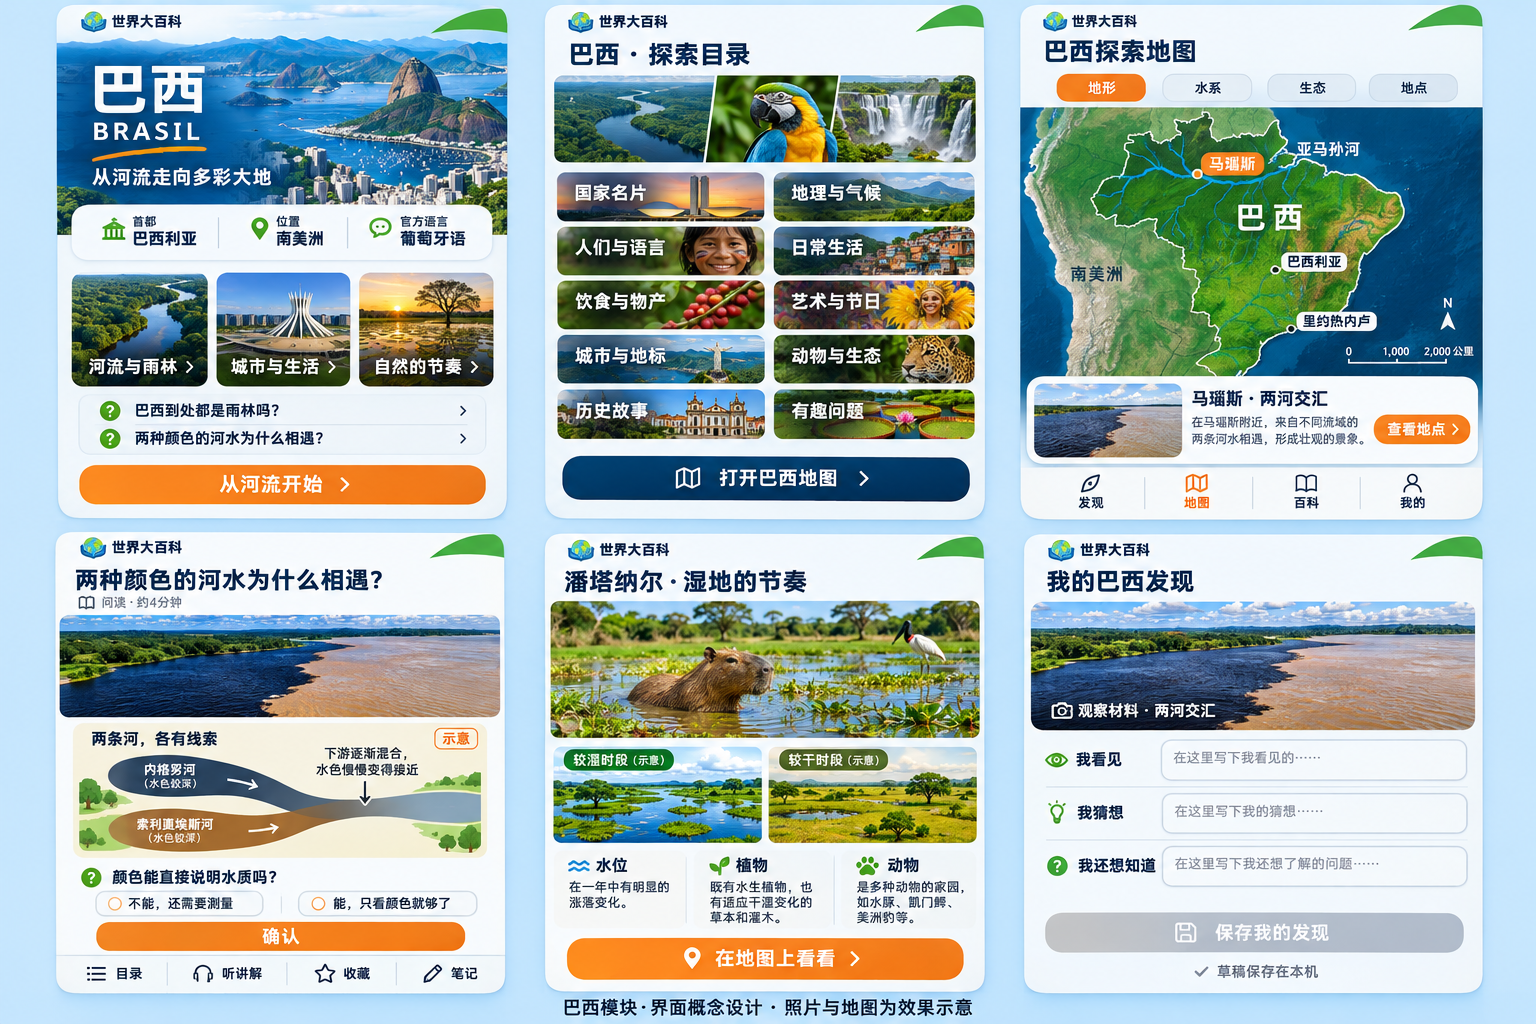 世界大百科
巴西
BRASIL
从河流走向多彩大地
首都
巴西利亚
位置
南美洲
官方语言
葡萄牙语
河流与雨林
城市与生活
自然的节奏
巴西到处都是雨林吗?
两种颜色的河水为什么相遇?
从河流开始
世界大百科
巴西 · 探索目录
国家名片
地理与气候
人们与语言
日常生活
饮食与物产
艺术与节日
城市与地标
动物与生态
历史故事
有趣问题
打开巴西地图
世界大百科
巴西探索地图
地形
水系
生态
地点
马瑙斯
亚马孙河
巴西
南美洲
巴西利亚
里约热内卢
N
0 1,000 2,000 公里
马瑙斯 · 两河交汇
在马瑙斯附近，来自不同流域的
两条河水相遇，形成壮观的景象。
查看地点
发现
地图
百科
我的
世界大百科
两种颜色的河水为什么相遇?
约4分钟
两条河，各有线索
示意
下游逐渐混合，
水色慢慢变得接近
颜色能直接说明水质吗?
不能，还需要测量
能，只看颜色就够了
确认
目录
听讲解
收藏
笔记
世界大百科
潘塔纳尔 · 湿地的节奏
较湿时段（示意）
较干时段（示意）
水位
在一年中有明显的
涨落变化。
植物
既有水生植物，也
有适应干湿变化的
草本和灌木。
动物
是多种动物的家园，
如水豚、凯门鳄、
美洲豹等。
在地图上看看
世界大百科
我的巴西发现
观察材料 · 两河交汇
我看见
在这里写下我看见的……
我猜想
在这里写下我的猜想……
我还想知道
在这里写下我还想了解的问题……
保存我的发现
草稿保存在本机
巴西模块 · 界面概念设计 · 照片与地图为效果示意